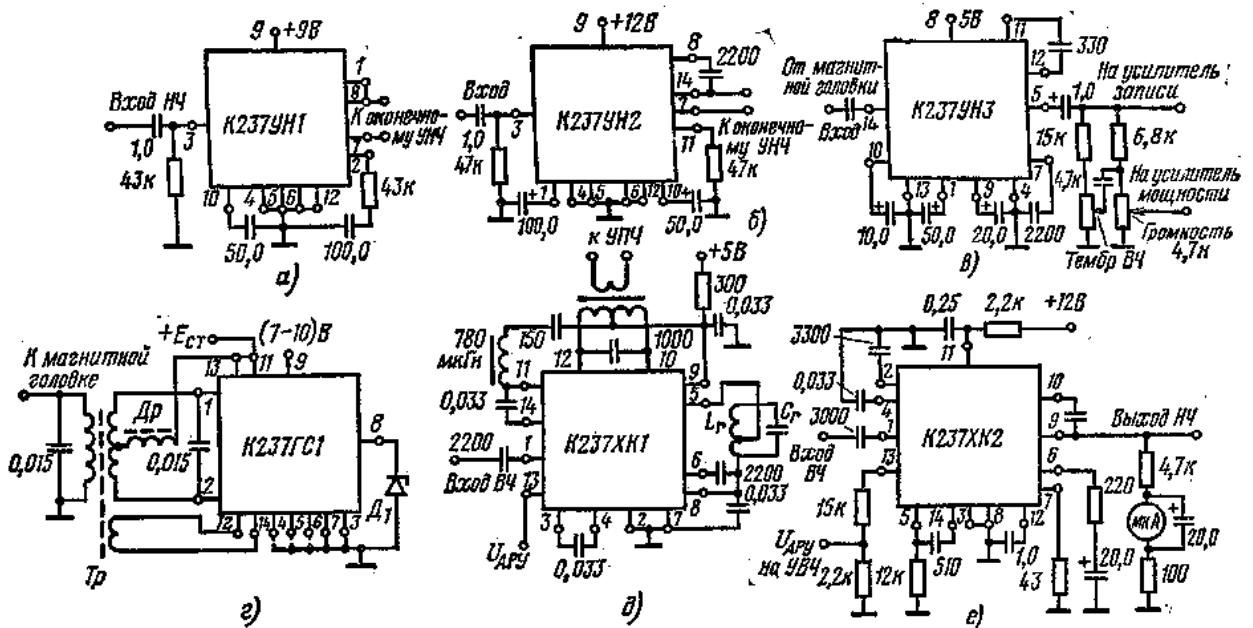 9 +9В
Вход НЧ
1,0
3
43к
К237УН1
1
8
К оконечно-
му УНЧ
7
2
43к
10
4
5
6
12
50,0
100,0
а)
9 +12В
Вход НЧ
1,0
3
47к
К237УН2
8
2200
14
7
К оконечно-
му УНЧ
11
47к
1
4
5
6
12
10
100,0
50,0
б)
8 5В
11
330
12
От магнит-
ной головки
Вход
14
К237УН3
5
1,0
На усилитель
записи
15к
6,8к
10
13
1
9
4
7
4,7к
На усилитель
мощности
Громкость
4,7к
Тембр ВЧ
10,0
50,0
20,0
2200
в)
+Eст
(7-10)В
13
11
9
К магнитной
головке
Др
0,015
0,015
1
2
К237ГС1
8
Д1
12
14
4
5
6
7
3
Тр
г)
к УПЧ
+5В
300
0,033
780
мкГн
150
1000
12
10
11
0,033
14
9
5
Lг
Cг
К237ХК1
2200
1
Вход ВЧ
13
6
2200
8
0,033
UАРУ
3
4
2
7
0,033
д)
0,25
2,2к
+12В
3300
11
2
0,033
4
3000
1
Вход
ВЧ
13
К237ХК2
10
9
Выход НЧ
6
4,7к
7
220
мкА
20,0
15к
5
14
3
8
12
UАРУ
на УВЧ
2,2к
12к
510
1,0
43
20,0
100
е)